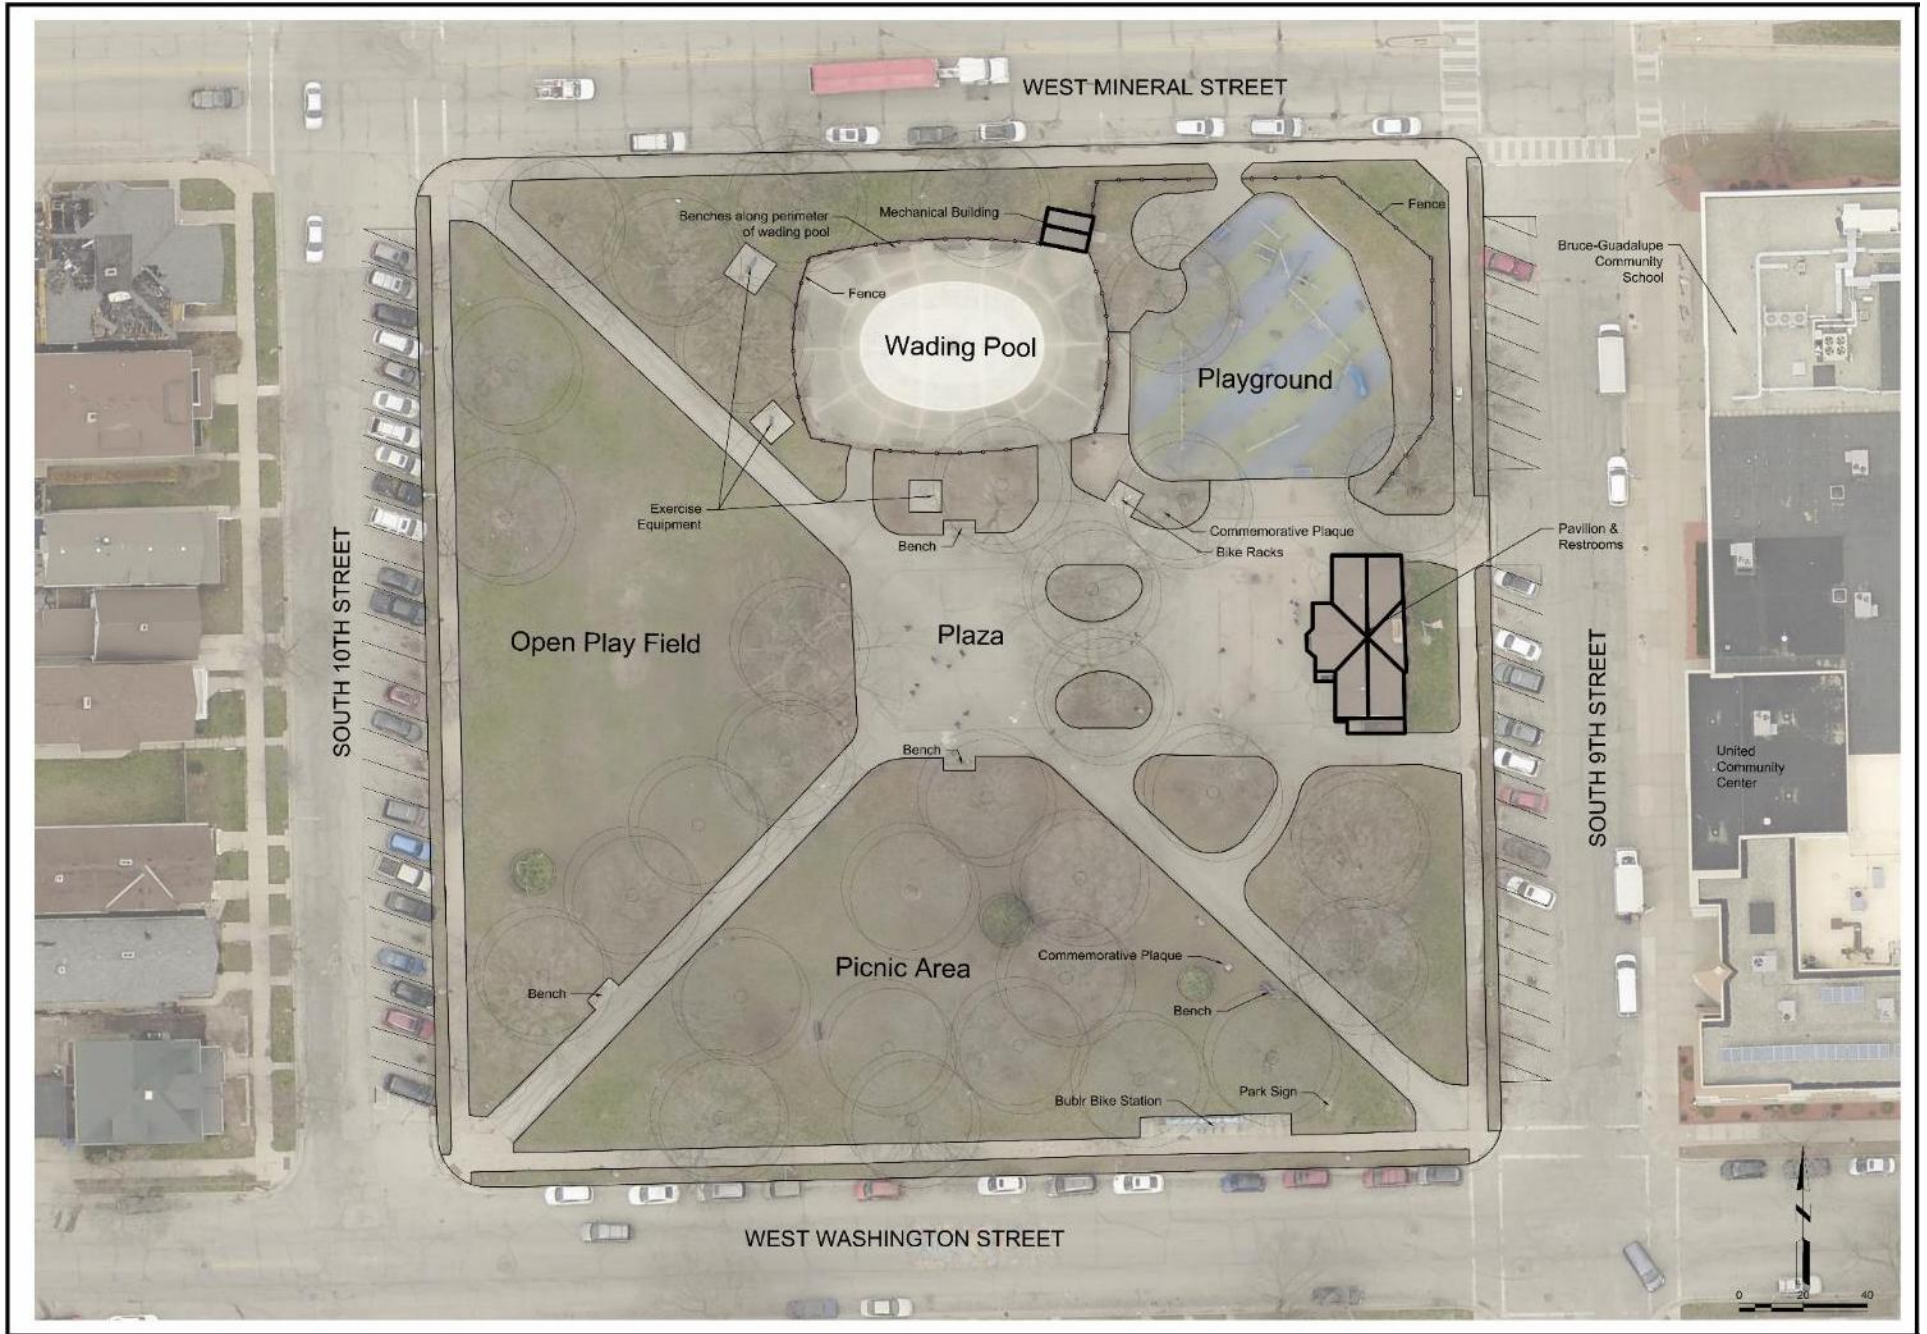 WEST MINERAL STREET
Benches along perimeter
of wading pool
Mechanical Building
Fence
Fence
Bruce-Guadalupe
Community
School
Wading Pool
Playground
Exercise
Equipment
Bench
Commemorative Plaque
Bike Racks
Pavilion &
Restrooms
SOUTH 10TH STREET
Open Play Field
Plaza
SOUTH 9TH STREET
Bench
United
Community
Center
Picnic Area
Commemorative Plaque
Bench
Bench
Bublr Bike Station
Park Sign
WEST WASHINGTON STREET
0 20 40